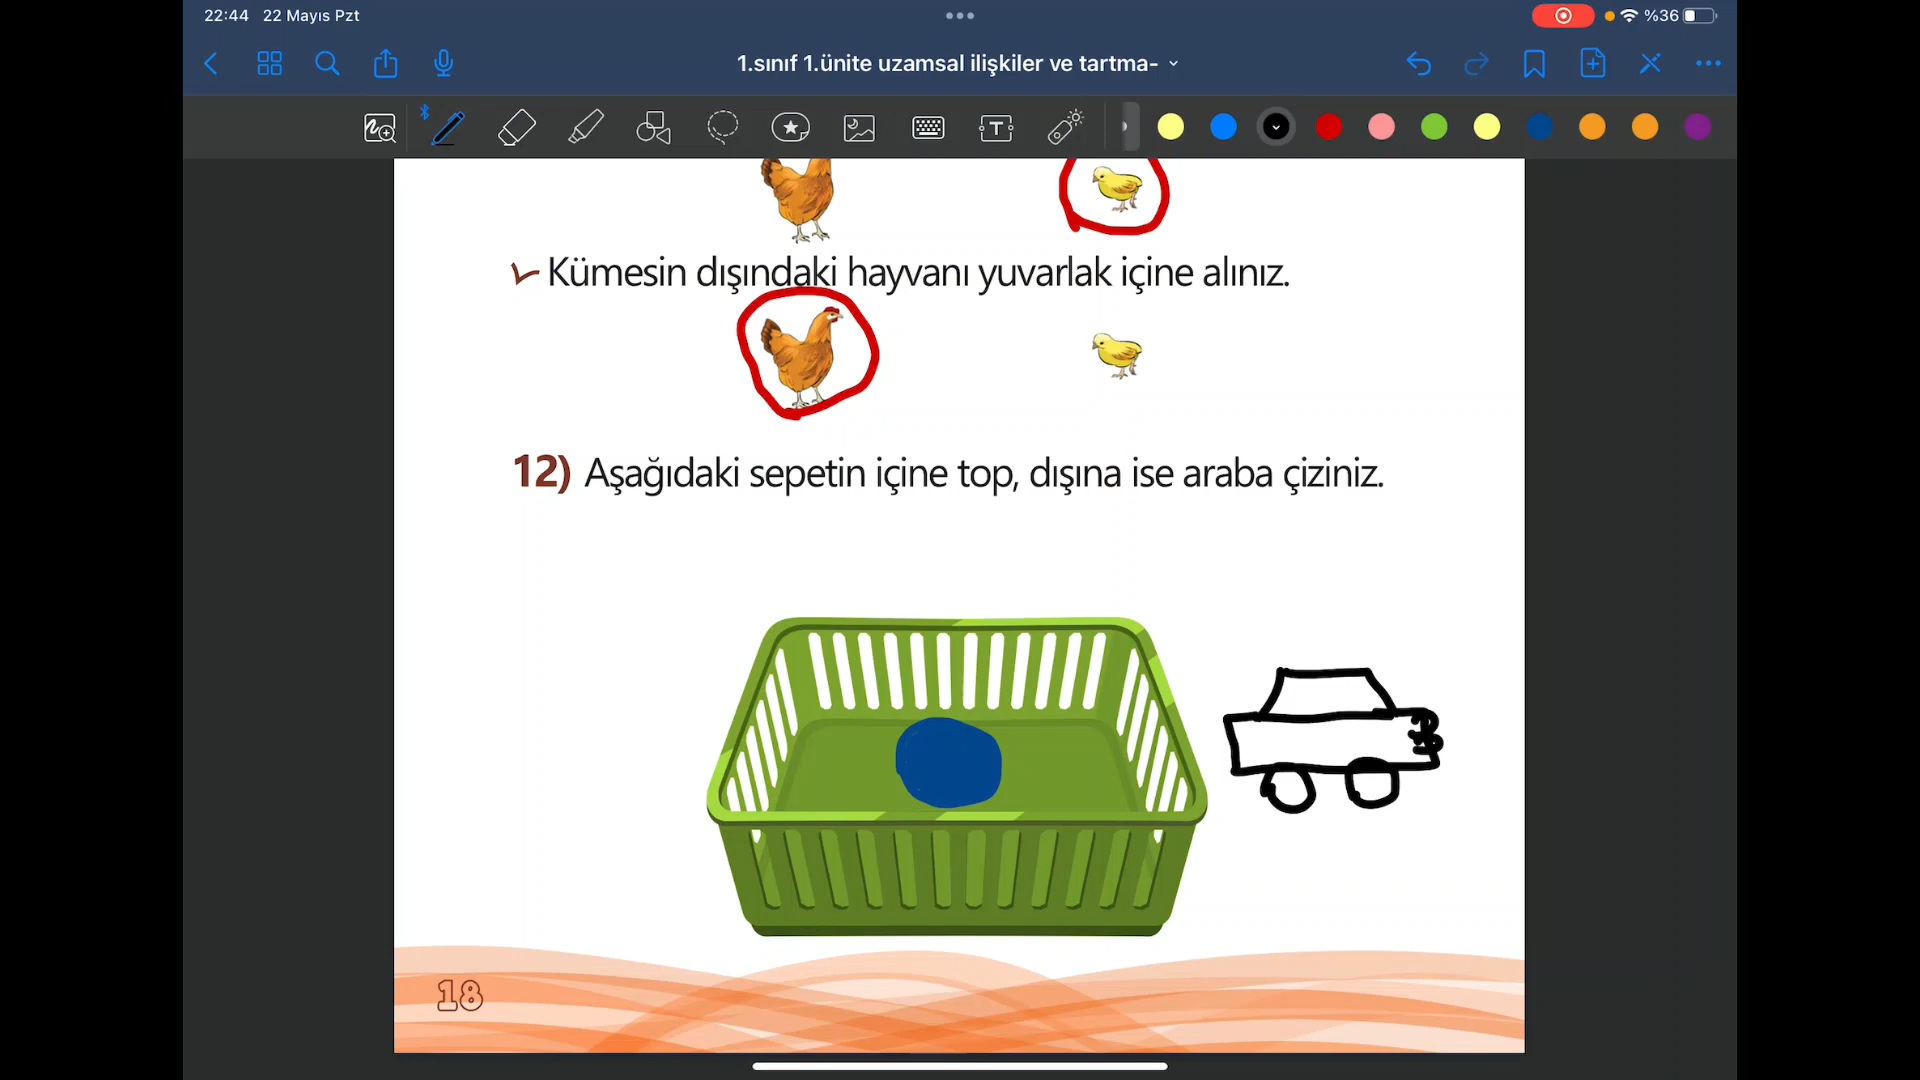 22:44 22 Mayıs Pzt
%36
1.sınıf 1.ünite uzamsal ilişkiler ve tartma-
Kümesin dışındaki hayvanı yuvarlak içine alınız.
12) Aşağıdaki sepetin içine top, dışına ise araba çiziniz.
18